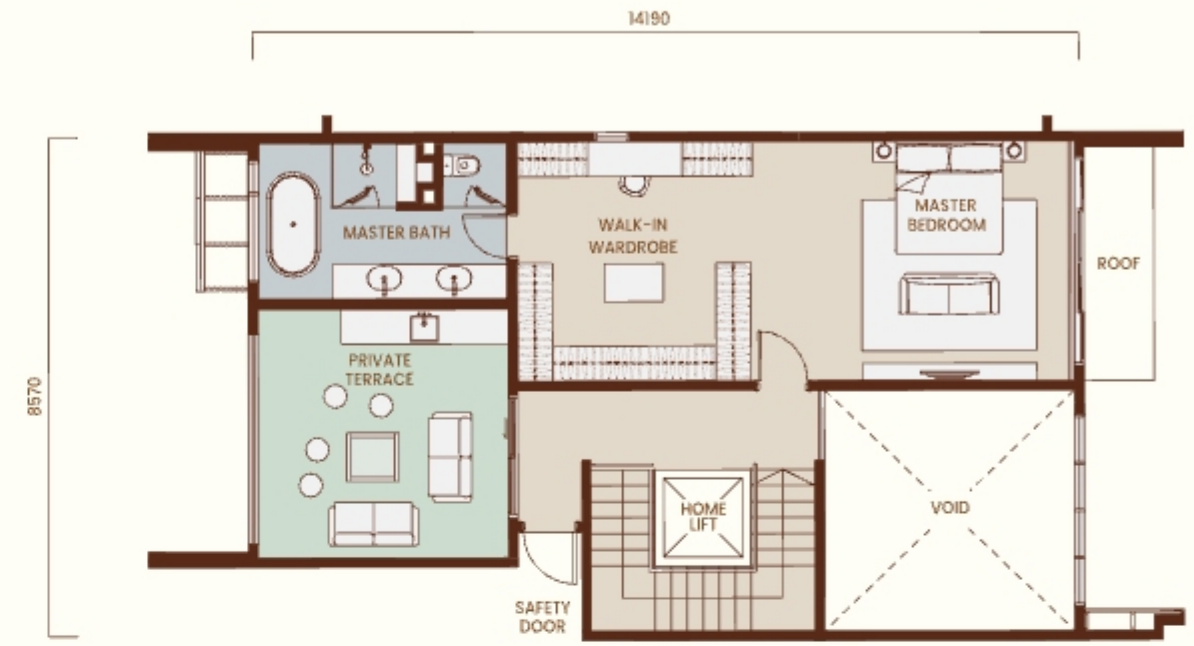 14190
MASTER BATH
WALK-IN
WARDROBE
MASTER
BEDROOM
ROOF
8570
PRIVATE
TERRACE
HOME
LIFT
VOID
SAFETY
DOOR